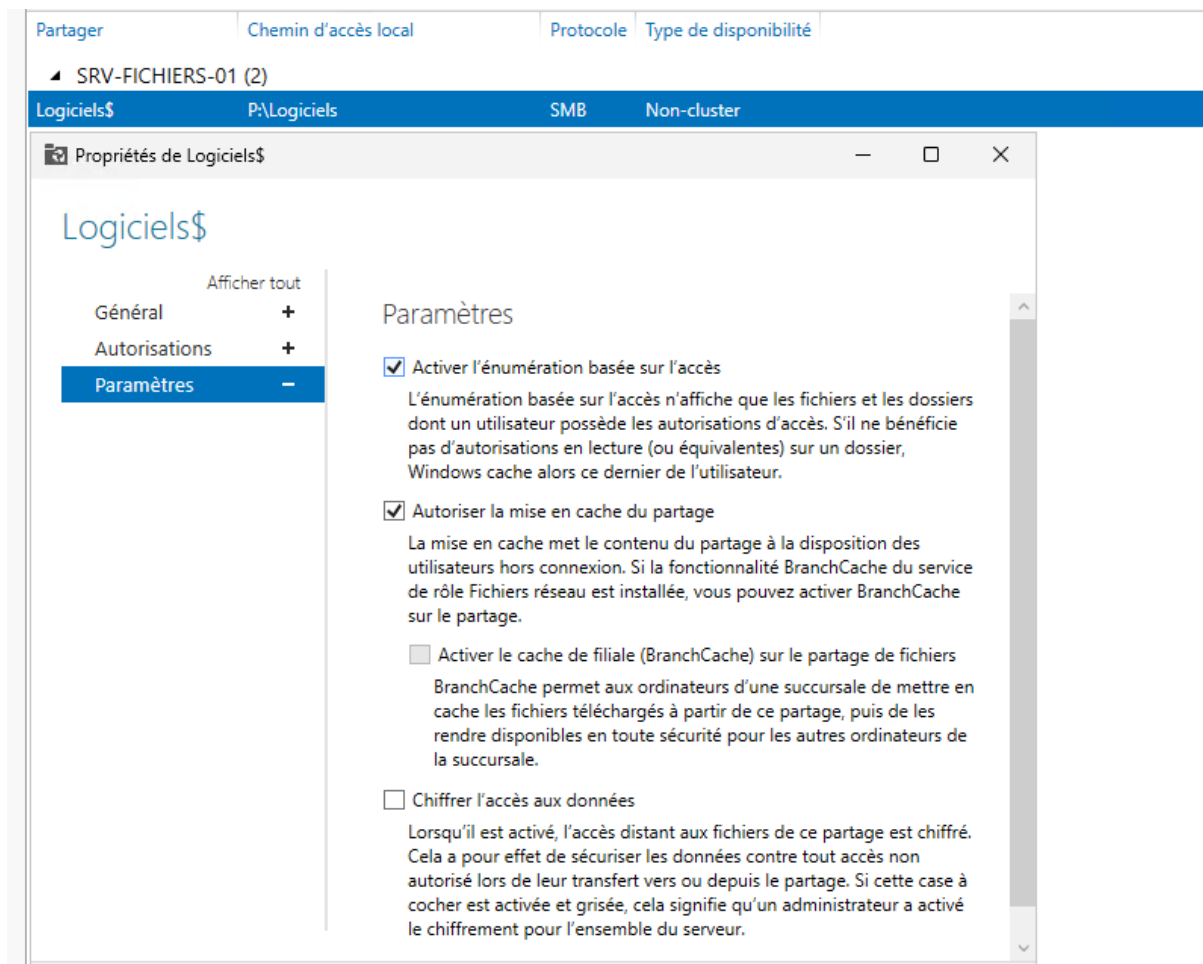 Partager Chemin d'accès local Protocole Type de disponibilité
SRV-FICHIERS-01 (2)
Logiciels$ P:\Logiciels SMB Non-cluster
Propriétés de Logiciels$
Logiciels$
Afficher tout
Général +
Autorisations +
Paramètres −
Paramètres
Activer l'énumération basée sur l'accès
L'énumération basée sur l'accès n'affiche que les fichiers et les dossiers
dont un utilisateur possède les autorisations d'accès. S'il ne bénéficie
pas d'autorisations en lecture (ou équivalentes) sur un dossier,
Windows cache alors ce dernier de l'utilisateur.
Autoriser la mise en cache du partage
La mise en cache met le contenu du partage à la disposition des
utilisateurs hors connexion. Si la fonctionnalité BranchCache du service
de rôle Fichiers réseau est installée, vous pouvez activer BranchCache
sur le partage.
Activer le cache de filiale (BranchCache) sur le partage de fichiers
BranchCache permet aux ordinateurs d'une succursale de mettre en
cache les fichiers téléchargés à partir de ce partage, puis de les
rendre disponibles en toute sécurité pour les autres ordinateurs de
la succursale.
Chiffrer l'accès aux données
Lorsqu'il est activé, l'accès distant aux fichiers de ce partage est chiffré.
Cela a pour effet de sécuriser les données contre tout accès non
autorisé lors de leur transfert vers ou depuis le partage. Si cette case à
cocher est activée et grisée, cela signifie qu'un administrateur a activé
le chiffrement pour l'ensemble du serveur.